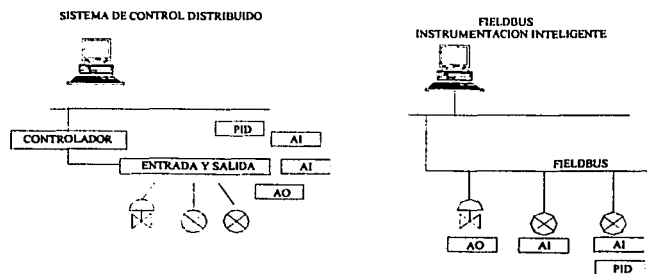 SISTEMA DE CONTROL DISTRIBUIDO
PID
AI
CONTROLADOR
ENTRADA Y SALIDA
AI
AO
FIELDBUS
INSTRUMENTACION INTELIGENTE
FIELDBUS
AO
AI
AI
PID